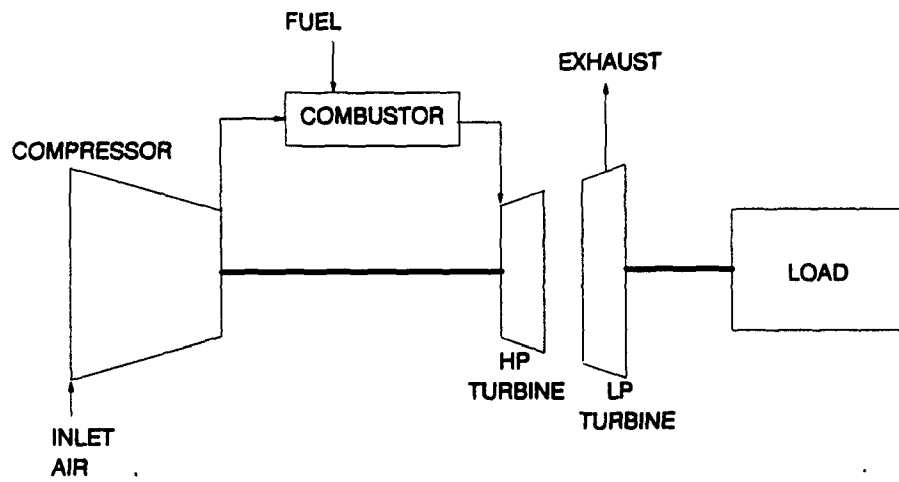 FUEL
EXHAUST
COMBUSTOR
COMPRESSOR
LOAD
HP
TURBINE
LP
TURBINE
INLET
AIR